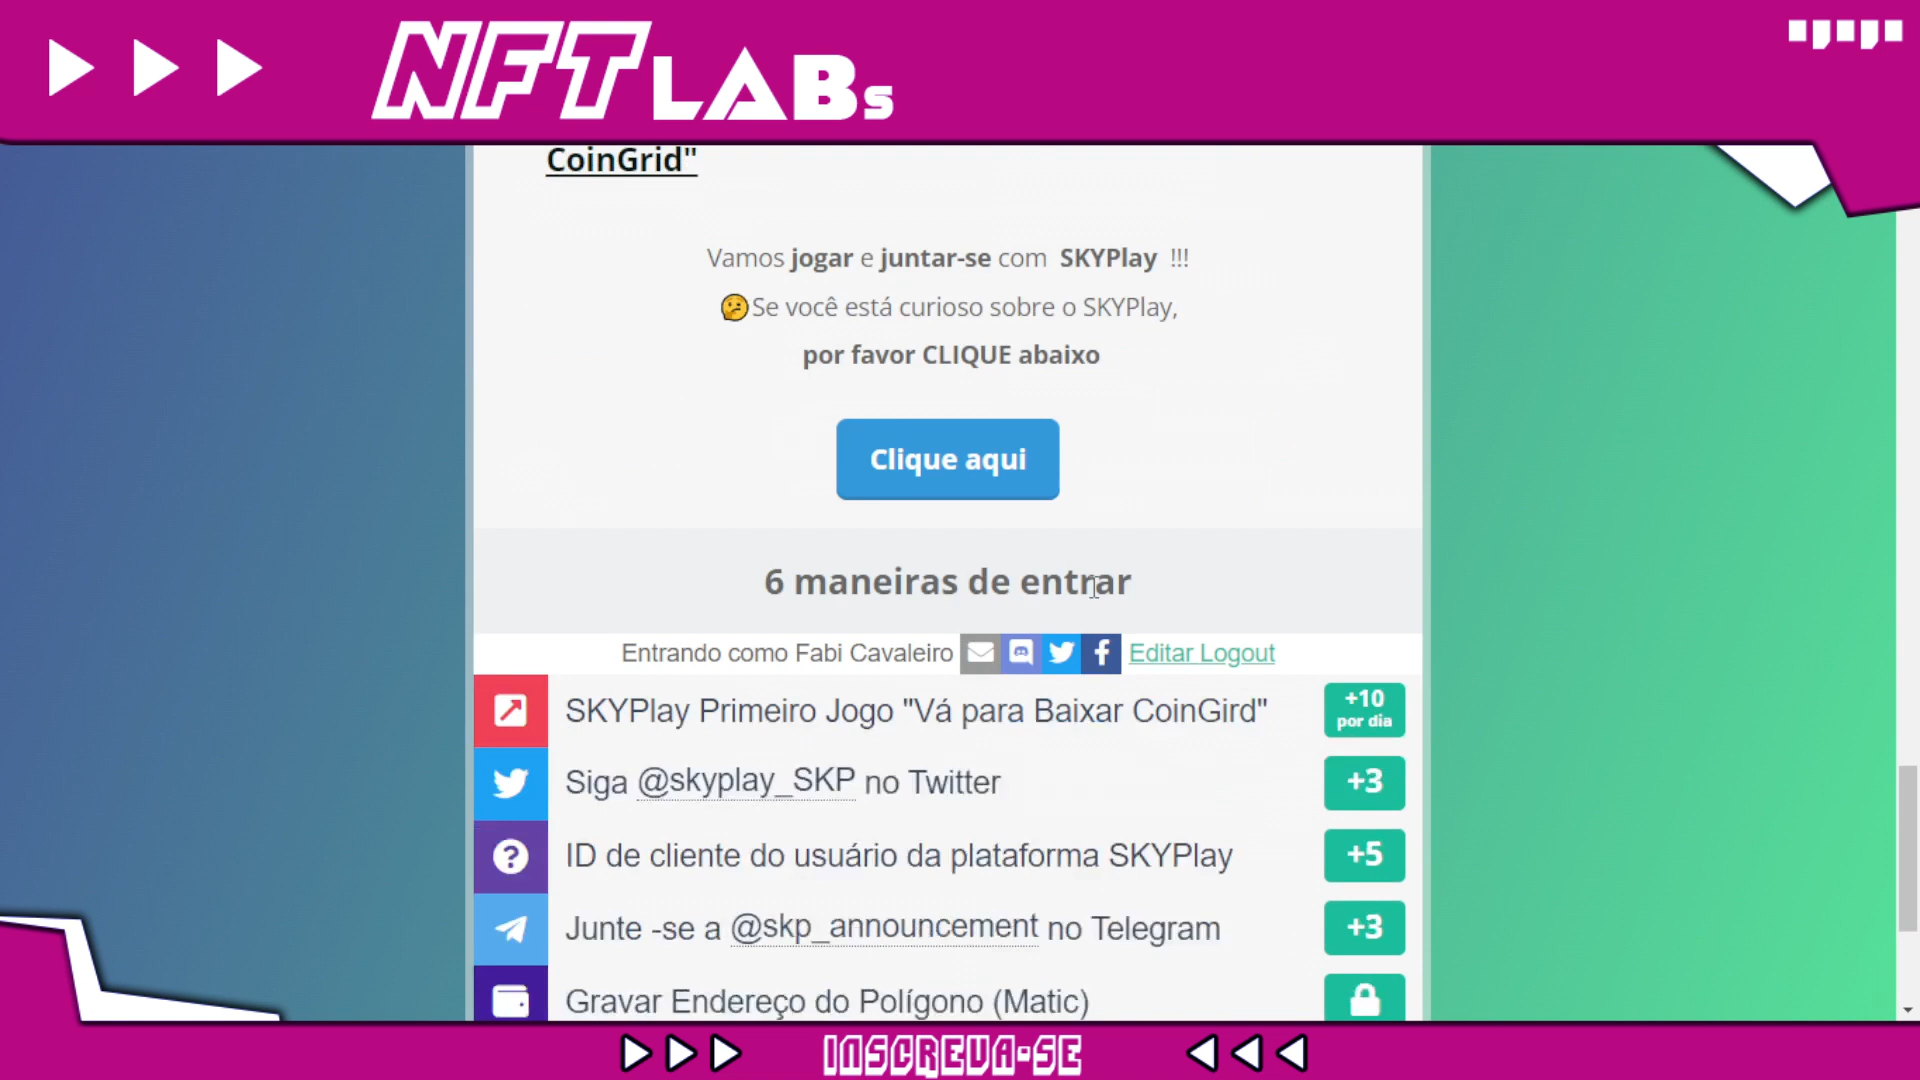 NFT LABs
CoinGrid"
Vamos jogar e juntar-se com SKYPlay !!!
Se você está curioso sobre o SKYPlay,
por favor CLIQUE abaixo
Clique aqui
6 maneiras de entrar
Entrando como Fabi Cavaleiro Editar Logout
SKYPlay Primeiro Jogo "Vá para Baixar CoinGird" +10 por dia
Siga @skyplay_SKP no Twitter +3
ID de cliente do usuário da plataforma SKYPlay +5
Junte -se a @skp_announcement no Telegram +3
Gravar Endereço do Polígono (Matic)
INSCREVA-SE